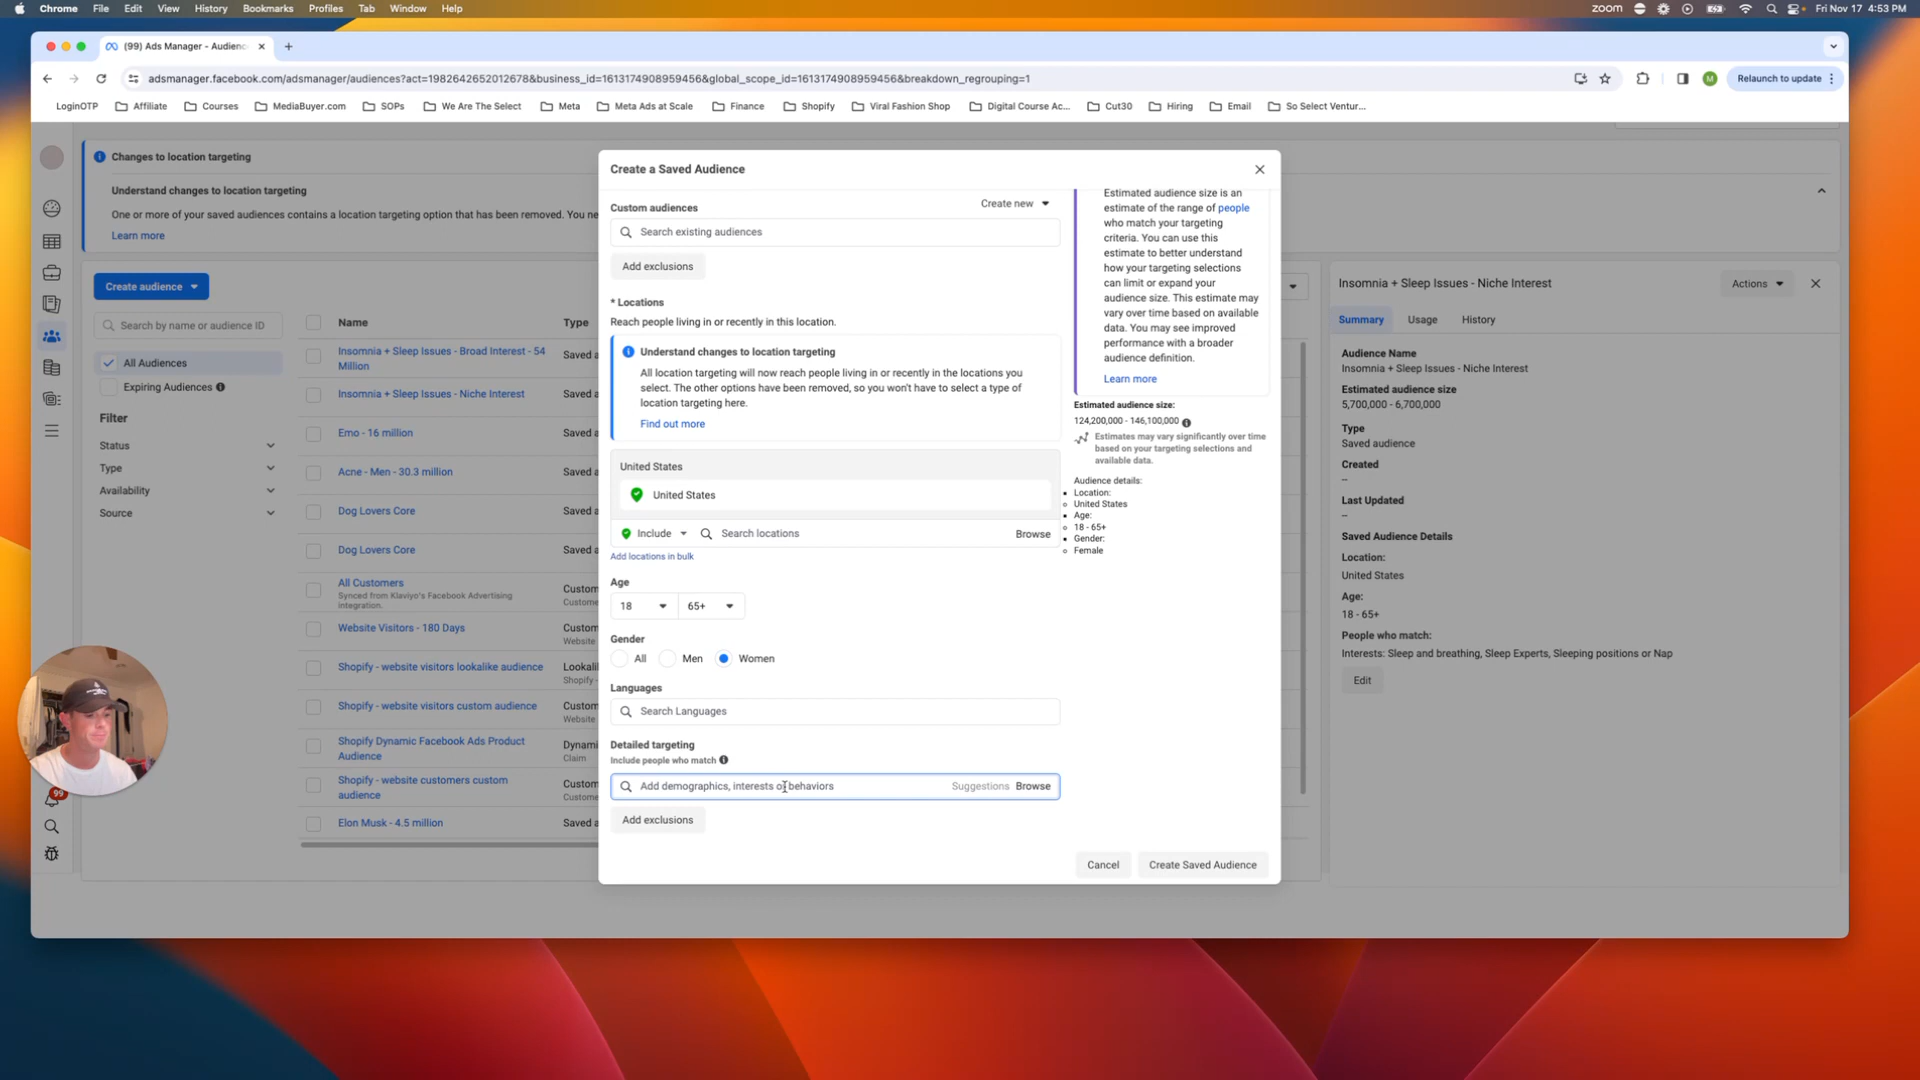 Chrome File Edit View History Bookmarks Profiles Tab Window Help
zoom Fri Nov 17 4:53 PM
(99) Ads Manager - Audienc
adsmanager.facebook.com/adsmanager/audiences?act=1982642652012678&business_id=1613174908959456&global_scope_id=1613174908959456&breakdown_regrouping=1
M Relaunch to update
LoginOTP Affiliate Courses MediaBuyer.com SOPs We Are The Select Meta Meta Ads at Scale Finance Shopify Viral Fashion Shop Digital Course Ac... Cut30 Hiring Email So Select Ventur...
Changes to location targeting
Understand changes to location targeting
One or more of your saved audiences contains a location targeting option that has been removed. You ne
Learn more
Create audience
Search by name or audience ID
All Audiences
Expiring Audiences
Filter
Status
Type
Availability
Source
99
Name Type
Insomnia + Sleep Issues - Broad Interest - 54 Saved a
Million
Insomnia + Sleep Issues - Niche Interest Saved a
Emo - 16 million Saved a
Acne - Men - 30.3 million Saved a
Dog Lovers Core Saved a
Dog Lovers Core Saved a
All Customers Custom
Synced from Klaviyo's Facebook Advertising Custome
integration.
Website Visitors - 180 Days Custom
Website
Shopify - website visitors lookalike audience Lookali
Shopify -
Shopify - website visitors custom audience Custom
Website
Shopify Dynamic Facebook Ads Product Dynami
Audience Claim
Shopify - website customers custom Custom
audience Custome
Elon Musk - 4.5 million Saved a
Create a Saved Audience
Custom audiences Create new
Search existing audiences
Add exclusions
* Locations
Reach people living in or recently in this location.
Understand changes to location targeting
All location targeting will now reach people living in or recently in the locations you
select. The other options have been removed, so you won't have to select a type of
location targeting here.
Find out more
United States
United States
Include Search locations Browse
Add locations in bulk
Age
18 65+
Gender
All Men Women
Languages
Search Languages
Detailed targeting
Include people who match
Add demographics, interests or behaviors Suggestions Browse
Add exclusions
Cancel Create Saved Audience
Estimated audience size is an
estimate of the range of people
who match your targeting
criteria. You can use this
estimate to better understand
how your targeting selections
can limit or expand your
audience size. This estimate may
vary over time based on available
data. You may see improved
performance with a broader
audience definition.
Learn more
Estimated audience size:
124,200,000 - 146,100,000
Estimates may vary significantly over time
based on your targeting selections and
available data.
Audience details:
Location:
United States
Age:
18 - 65+
Gender:
Female
Insomnia + Sleep Issues - Niche Interest Actions
Summary Usage History
Audience Name
Insomnia + Sleep Issues - Niche Interest
Estimated audience size
5,700,000 - 6,700,000
Type
Saved audience
Created
--
Last Updated
--
Saved Audience Details
Location:
United States
Age:
18 - 65+
People who match:
Interests: Sleep and breathing, Sleep Experts, Sleeping positions or Nap
Edit